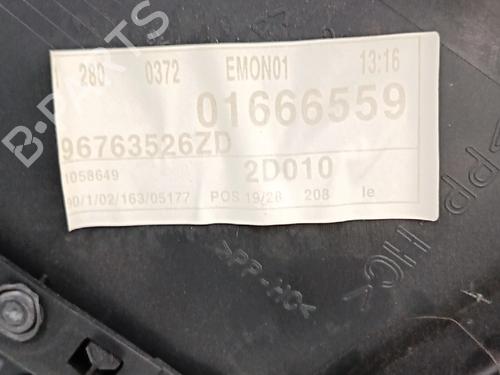 280 0372 EMON01 13:16
01666559
96763526ZD
058649 2D010
0/1/02/163/05177 POS 19/28 208 le
>PP-HC<
PP HC<
B-PARTS